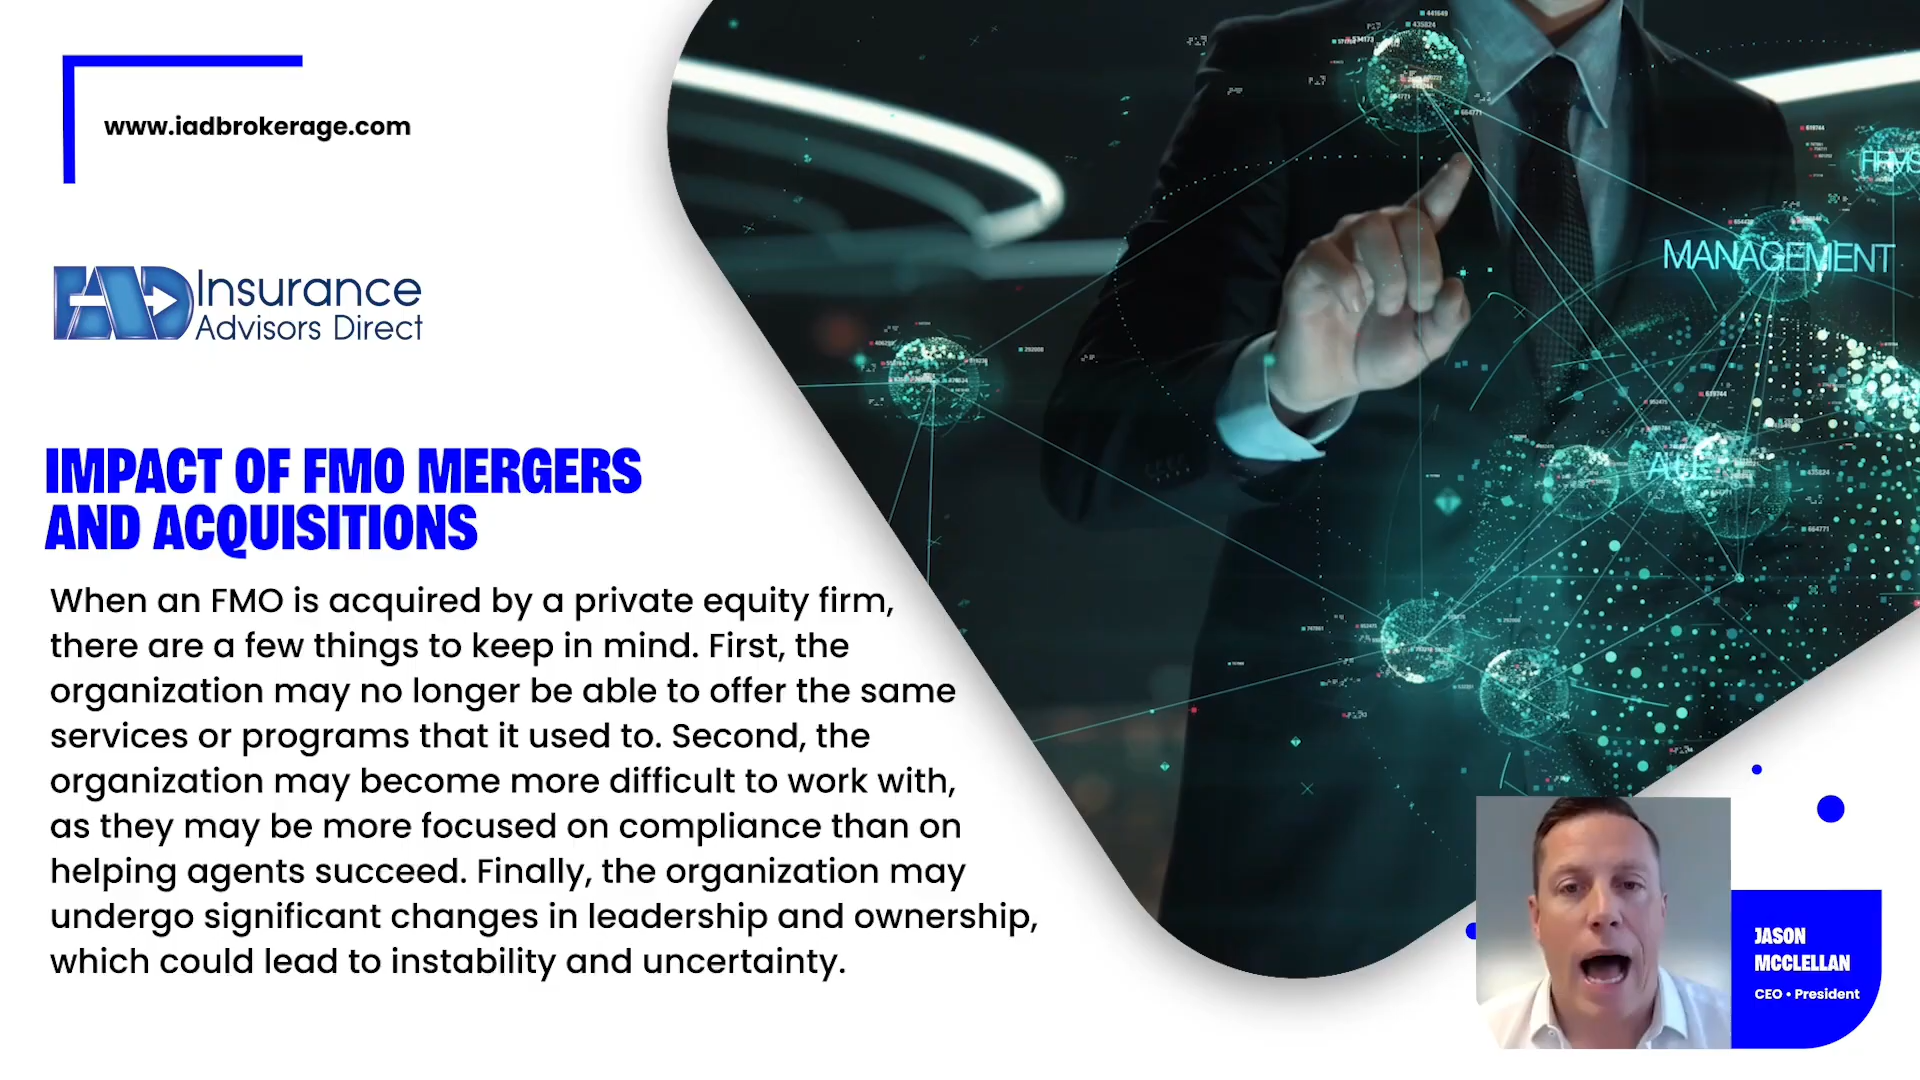 www.iadbrokerage.com
IAD Insurance
Advisors Direct
IMPACT OF FMO MERGERS
AND ACQUISITIONS
When an FMO is acquired by a private equity firm,
there are a few things to keep in mind. First, the
organization may no longer be able to offer the same
services or programs that it used to. Second, the
organization may become more difficult to work with,
as they may be more focused on compliance than on
helping agents succeed. Finally, the organization may
undergo significant changes in leadership and ownership,
which could lead to instability and uncertainty.
FIRMS
MANAGEMENT
JASON
MCCLELLAN
CEO • President